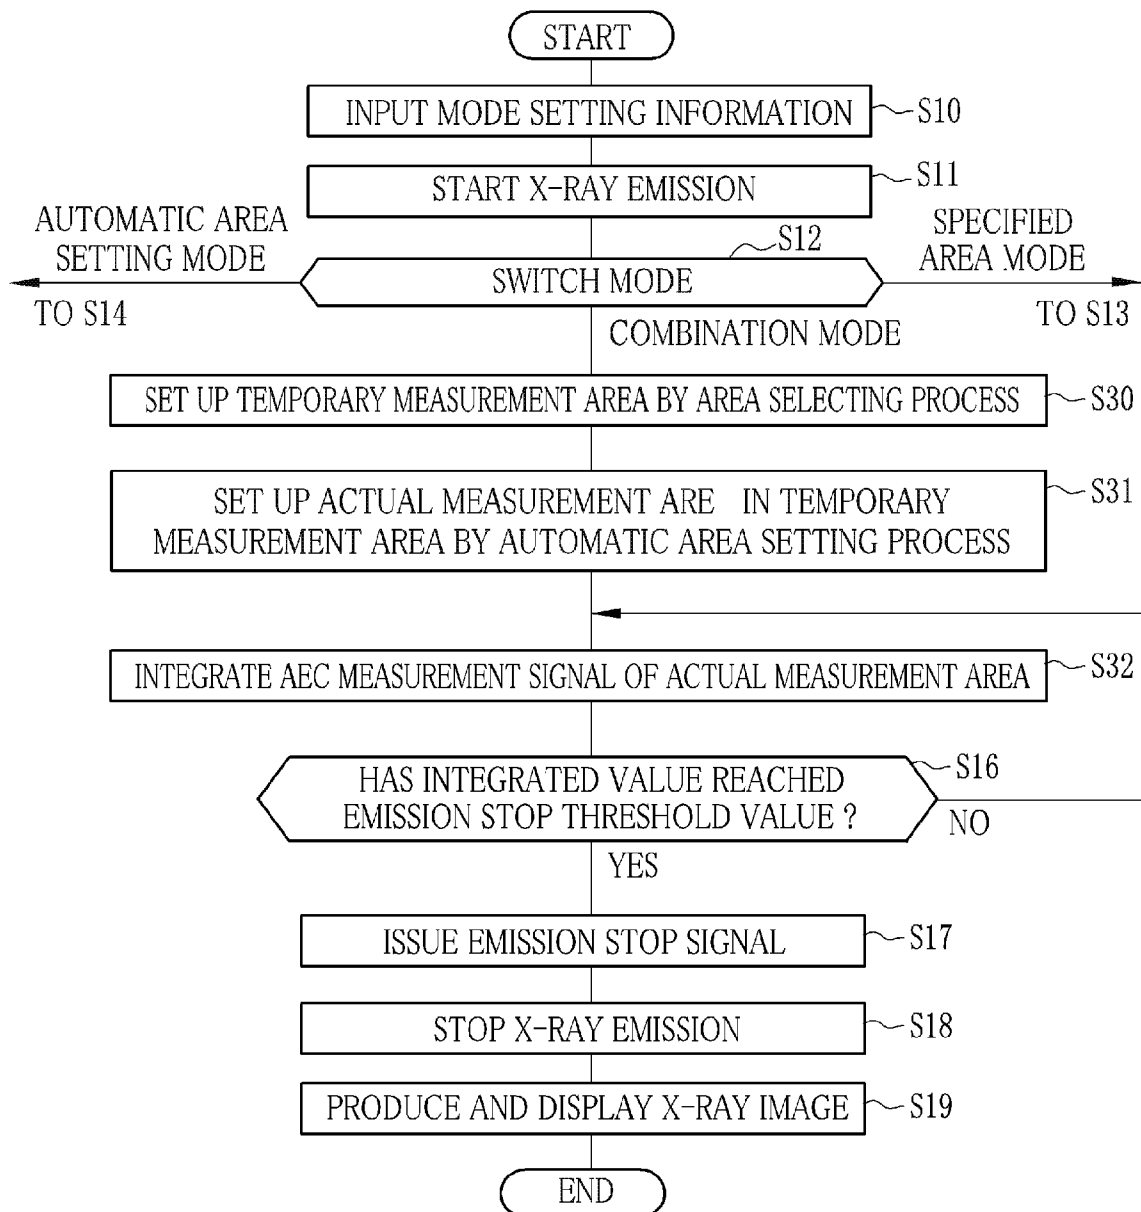 START
INPUT MODE SETTING INFORMATION
S10
START X-RAY EMISSION
S11
AUTOMATIC AREA
SETTING MODE
S12
SPECIFIED
AREA MODE
SWITCH MODE
TO S14
TO S13
COMBINATION MODE
SET UP TEMPORARY MEASUREMENT AREA BY AREA SELECTING PROCESS
S30
SET UP ACTUAL MEASUREMENT ARE IN TEMPORARY
MEASUREMENT AREA BY AUTOMATIC AREA SETTING PROCESS
S31
INTEGRATE AEC MEASUREMENT SIGNAL OF ACTUAL MEASUREMENT AREA
S32
HAS INTEGRATED VALUE REACHED
EMISSION STOP THRESHOLD VALUE ?
S16
NO
YES
ISSUE EMISSION STOP SIGNAL
S17
STOP X-RAY EMISSION
S18
PRODUCE AND DISPLAY X-RAY IMAGE
S19
END